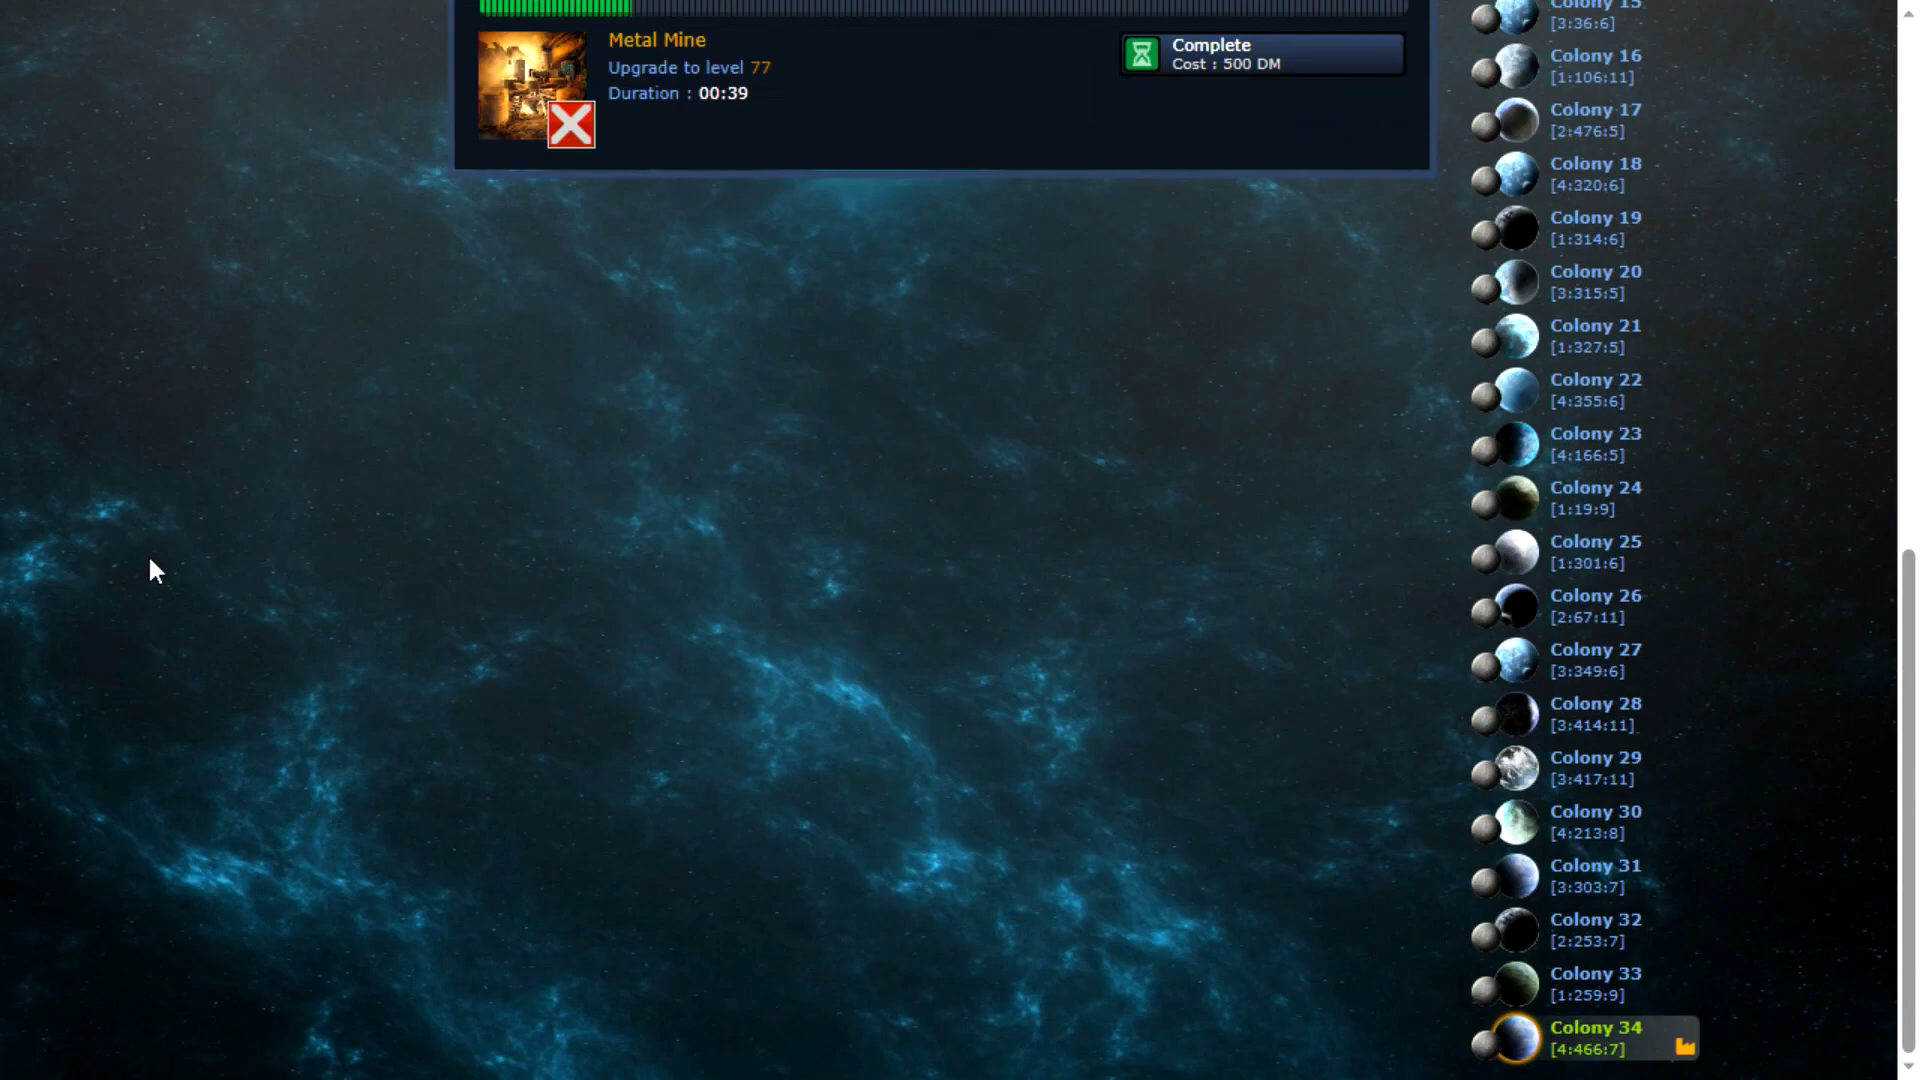 Metal Mine
Upgrade to level 77
Duration : 00:39
Complete
Cost : 500 DM
Colony 15
[3:36:6]
Colony 16
[1:106:11]
Colony 17
[2:476:5]
Colony 18
[4:320:6]
Colony 19
[1:314:6]
Colony 20
[3:315:5]
Colony 21
[1:327:5]
Colony 22
[4:355:6]
Colony 23
[4:166:5]
Colony 24
[1:19:9]
Colony 25
[1:301:6]
Colony 26
[2:67:11]
Colony 27
[3:349:6]
Colony 28
[3:414:11]
Colony 29
[3:417:11]
Colony 30
[4:213:8]
Colony 31
[3:303:7]
Colony 32
[2:253:7]
Colony 33
[1:259:9]
Colony 34
[4:466:7]